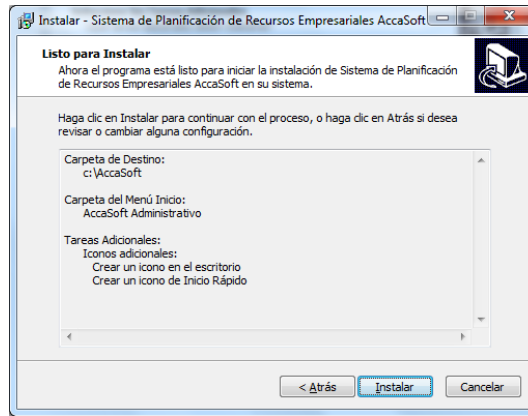 Instalar - Sistema de Planificación de Recursos Empresariales AccaSoft
Listo para Instalar
Ahora el programa está listo para iniciar la instalación de Sistema de Planificación
de Recursos Empresariales AccaSoft en su sistema.
Haga clic en Instalar para continuar con el proceso, o haga clic en Atrás si desea
revisar o cambiar alguna configuración.
Carpeta de Destino:
c:\AccaSoft
Carpeta del Menú Inicio:
AccaSoft Administrativo
Tareas Adicionales:
Iconos adicionales:
Crear un icono en el escritorio
Crear un icono de Inicio Rápido
< Atrás
Instalar
Cancelar